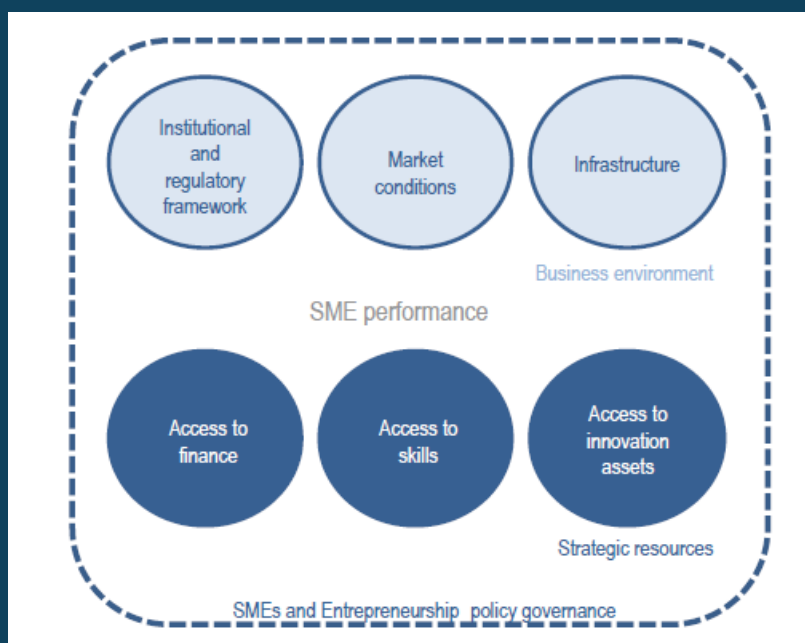 Institutional
and
regulatory
framework
Market
conditions
Infrastructure
Business environment
SME performance
Access to
finance
Access to
skills
Access to
innovation
assets
Strategic resources
SMEs and Entrepreneurship policy governance